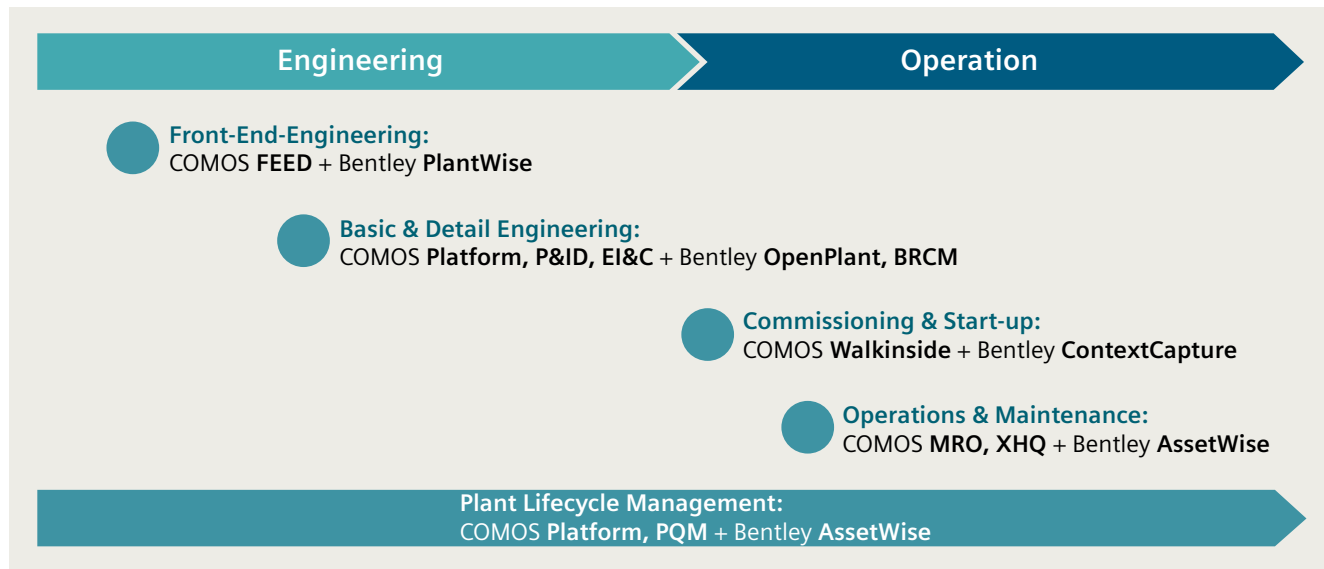 Engineering
Operation
Front-End-Engineering:
COMOS FEED + Bentley PlantWise
Basic & Detail Engineering:
COMOS Platform, P&ID, EI&C + Bentley OpenPlant, BRCM
Commissioning & Start-up:
COMOS Walkinside + Bentley ContextCapture
Operations & Maintenance:
COMOS MRO, XHQ + Bentley AssetWise
Plant Lifecycle Management:
COMOS Platform, PQM + Bentley AssetWise